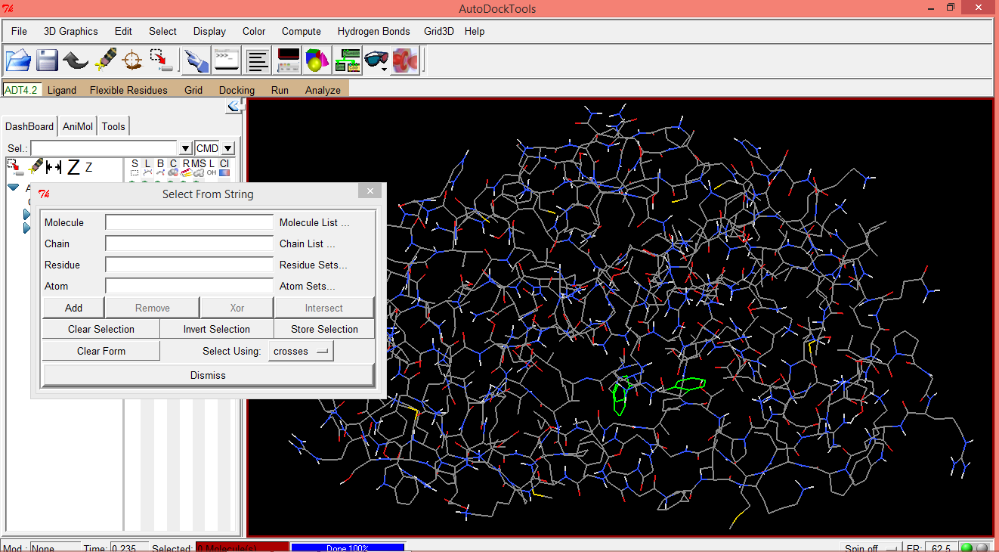 AutoDockTools
File 3D Graphics Edit Select Display Color Compute Hydrogen Bonds Grid3D Help
>>>_
ADT4.2 Ligand Flexible Residues Grid Docking Run Analyze
DashBoard AniMol Tools
Sel.: CMD
Z Z S L B C R MS L Cl
OH
Select From String
Molecule Molecule List ...
Chain Chain List ...
Residue Residue Sets...
Atom Atom Sets...
Add Remove Xor Intersect
Clear Selection Invert Selection Store Selection
Clear Form Select Using: crosses
Dismiss
Mod.: None Time: 0.235 Selected: 0 Molecule(s) Done 100% Spin off FR: 62.5